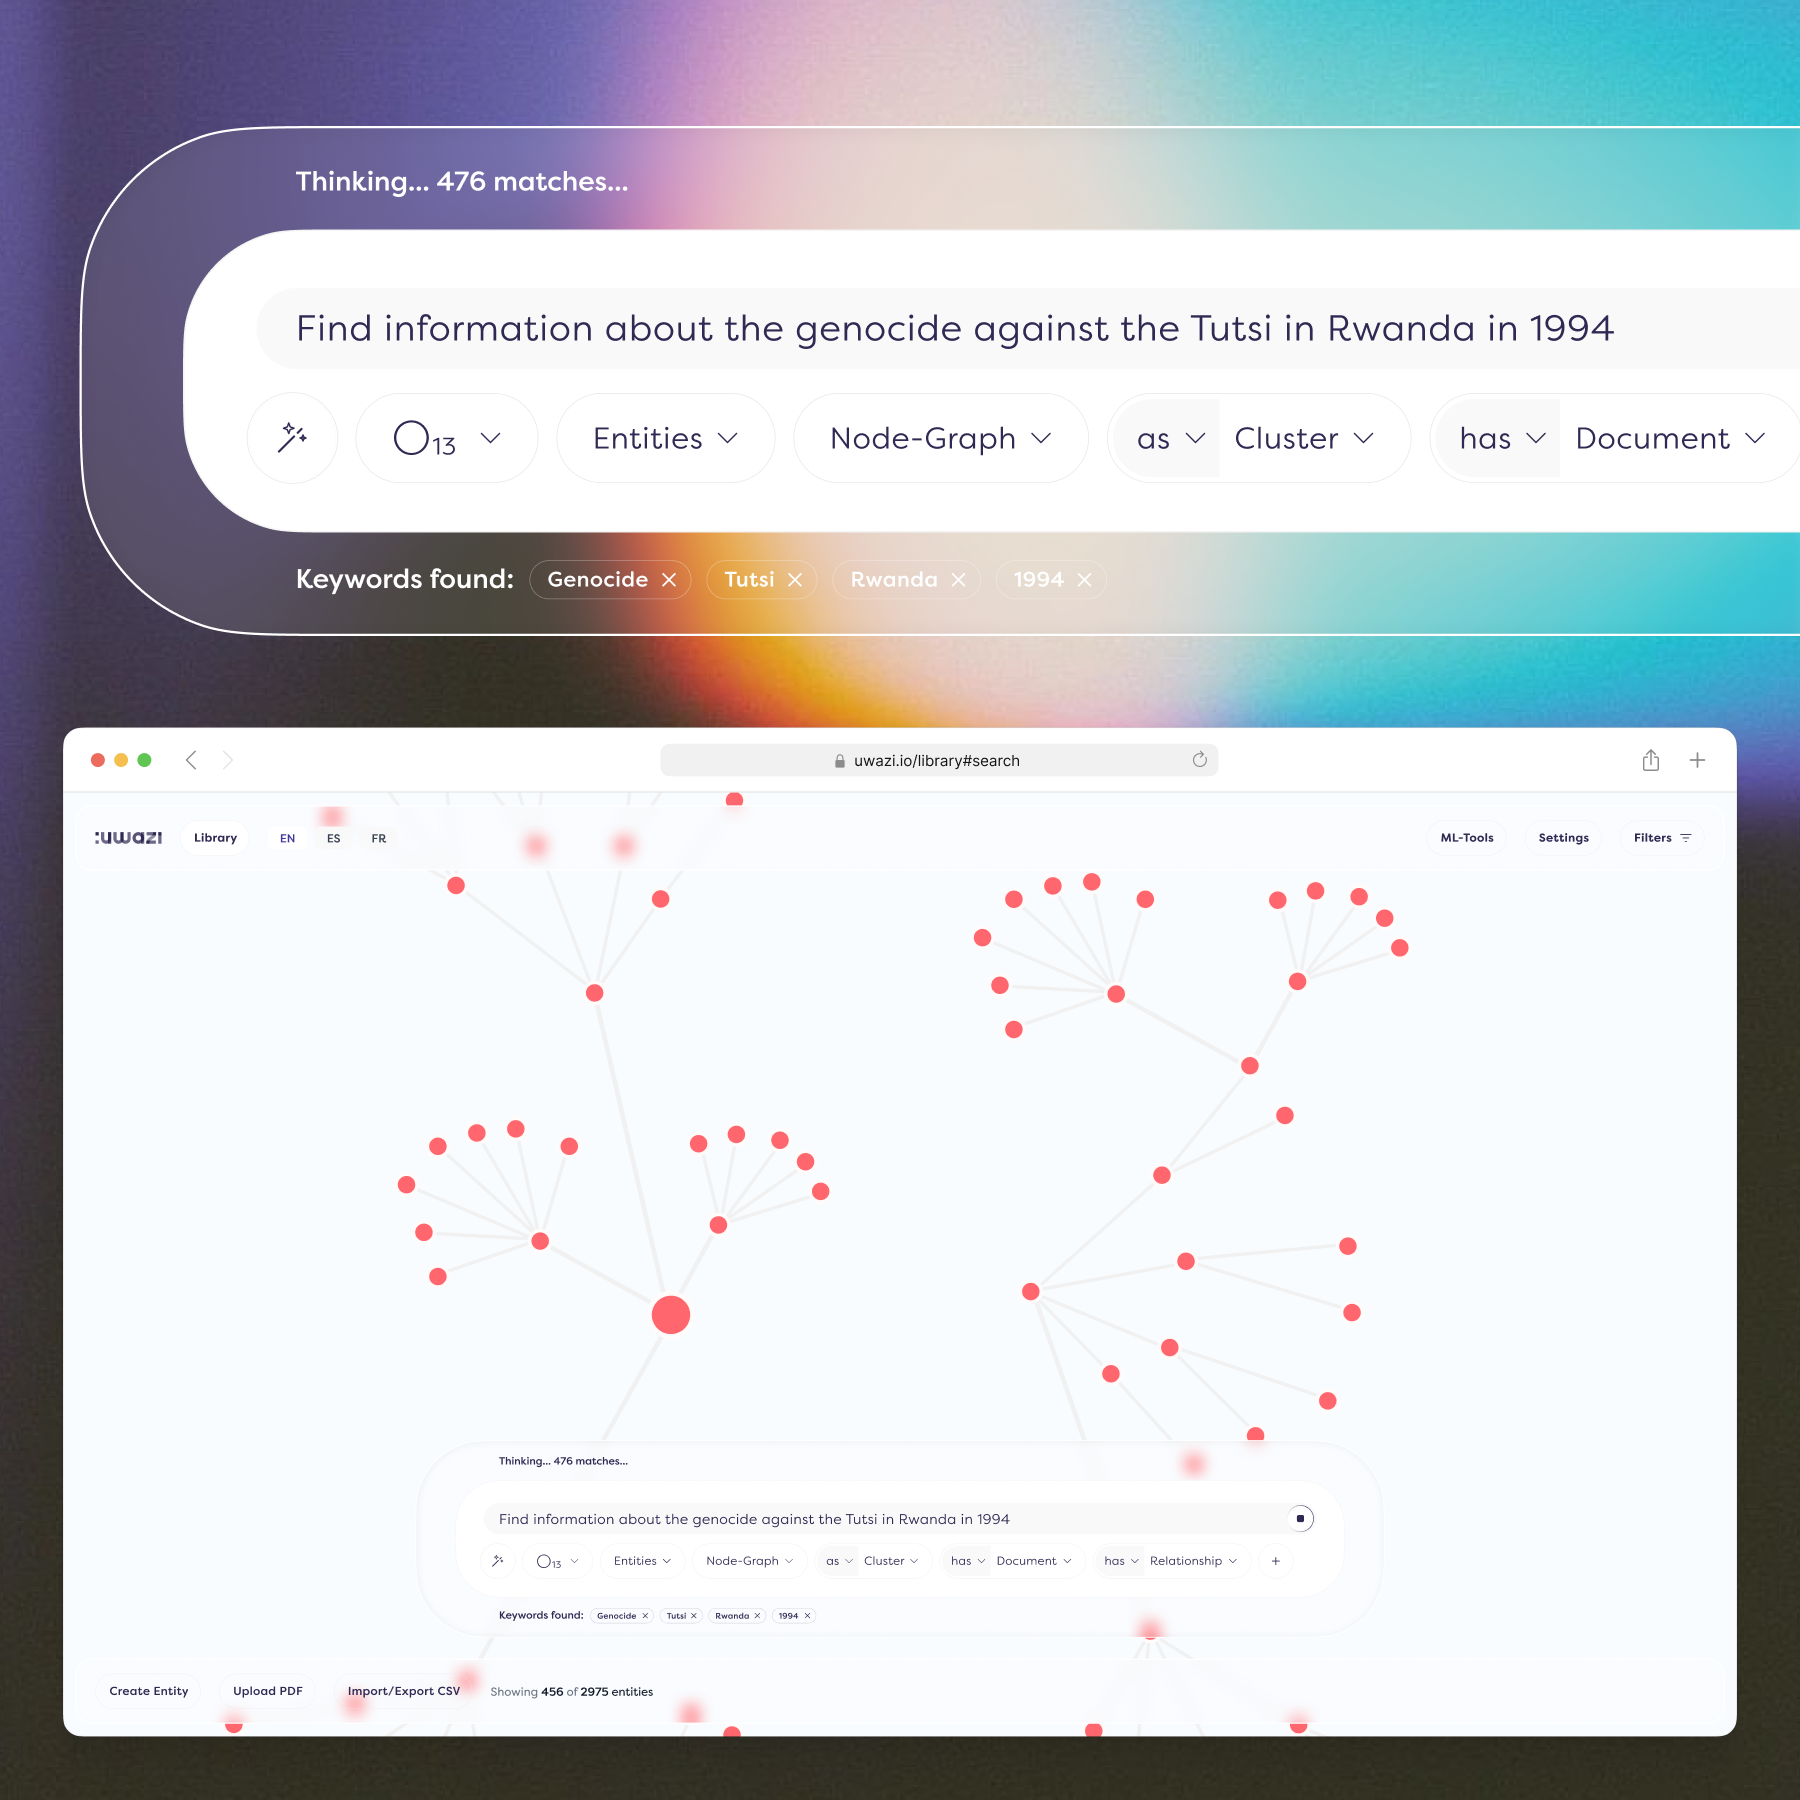 Thinking... 476 matches...
Find information about the genocide against the Tutsi in Rwanda in 1994
13 Entities Node-Graph as Cluster has Document
Keywords found: Genocide Tutsi Rwanda 1994
uwazi.io/library#search
:uwazi Library EN ES FR ML-Tools Settings Filters
Thinking... 476 matches...
Find information about the genocide against the Tutsi in Rwanda in 1994
13 Entities Node-Graph as Cluster has Document has Relationship +
Keywords found: Genocide Tutsi Rwanda 1994
Create Entity Upload PDF Import/Export CSV Showing 456 of 2975 entities